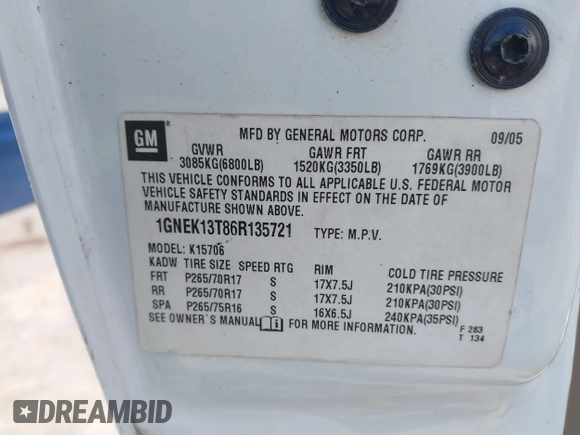 GM ®
MFD BY GENERAL MOTORS CORP. 09/05
GVWR GAWR FRT GAWR RR
3085KG(6800LB) 1520KG(3350LB) 1769KG(3900LB)
THIS VEHICLE CONFORMS TO ALL APPLICABLE U.S. FEDERAL MOTOR
VEHICLE SAFETY STANDARDS IN EFFECT ON THE DATE OF
MANUFACTURE SHOWN ABOVE.
1GNEK13T86R135721 TYPE: M.P.V.
MODEL: K15706
KADW TIRE SIZE SPEED RTG RIM COLD TIRE PRESSURE
FRT P265/70R17 S 17X7.5J 210KPA(30PSI)
RR P265/70R17 S 17X7.5J 210KPA(30PSI)
SPA P265/75R16 S 16X6.5J 240KPA(35PSI)
SEE OWNER'S MANUAL FOR MORE INFORMATION. F 283
T 134
DREAMBID